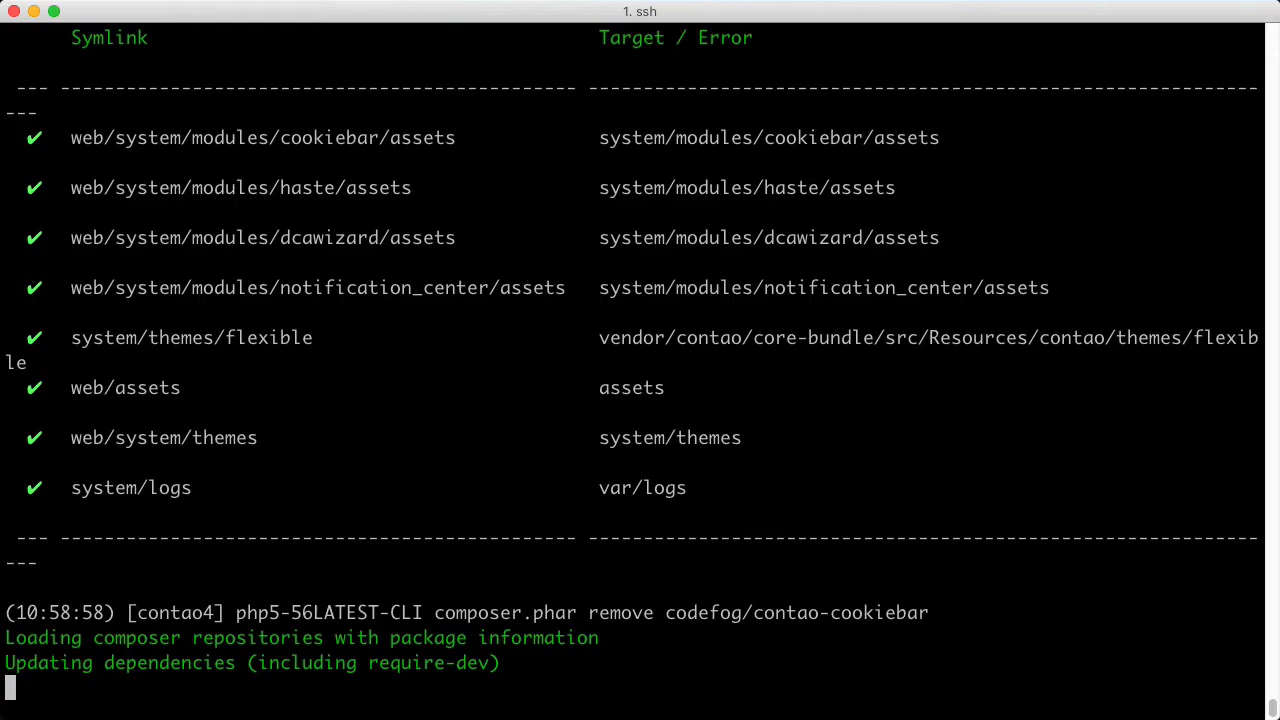 1. ssh
Symlink Target / Error
--- ----------------------------------------------- -------------------------------------------------------------
---
✔ web/system/modules/cookiebar/assets system/modules/cookiebar/assets
✔ web/system/modules/haste/assets system/modules/haste/assets
✔ web/system/modules/dcawizard/assets system/modules/dcawizard/assets
✔ web/system/modules/notification_center/assets system/modules/notification_center/assets
✔ system/themes/flexible vendor/contao/core-bundle/src/Resources/contao/themes/flexib
le
✔ web/assets assets
✔ web/system/themes system/themes
✔ system/logs var/logs
--- ----------------------------------------------- -------------------------------------------------------------
---
(10:58:58) [contao4] php5-56LATEST-CLI composer.phar remove codefog/contao-cookiebar
Loading composer repositories with package information
Updating dependencies (including require-dev)